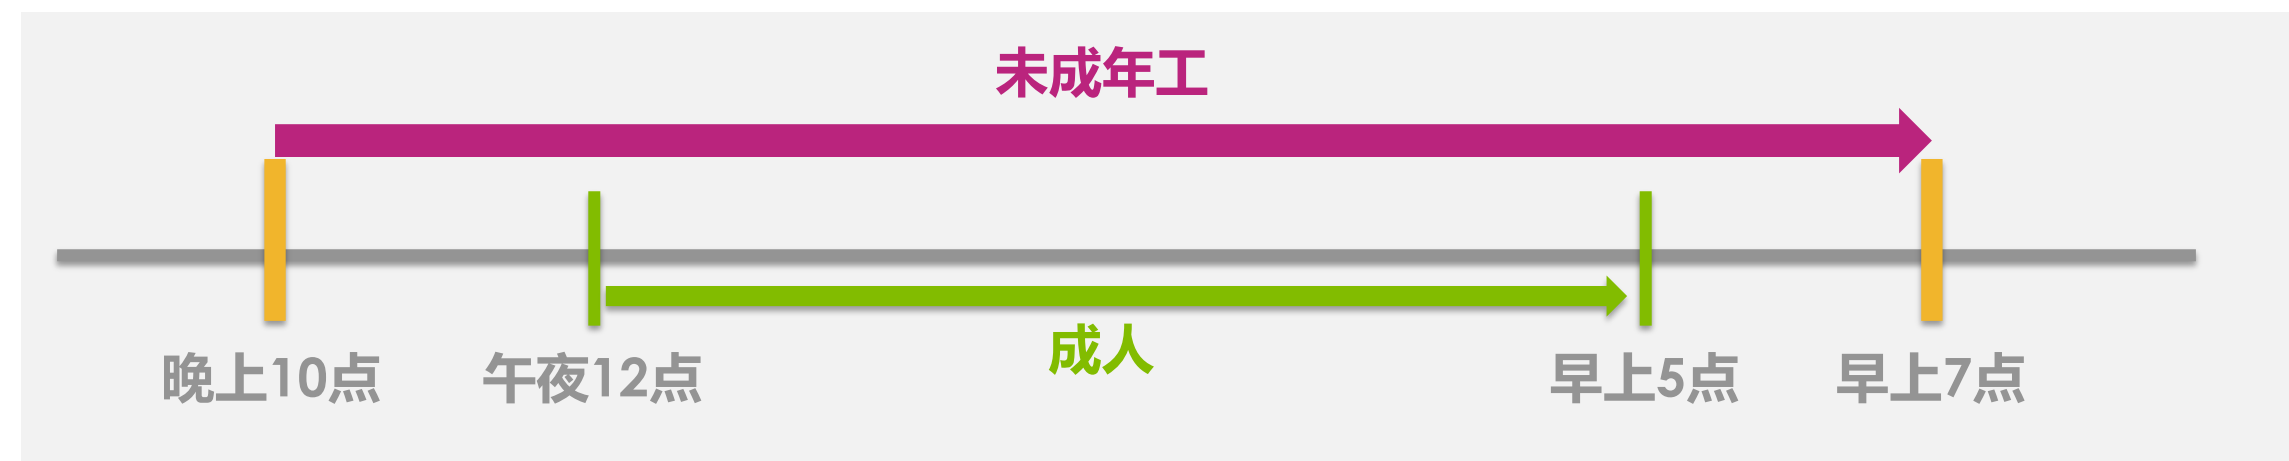 未成年工
成人
晚上10点
午夜12点
早上5点
早上7点